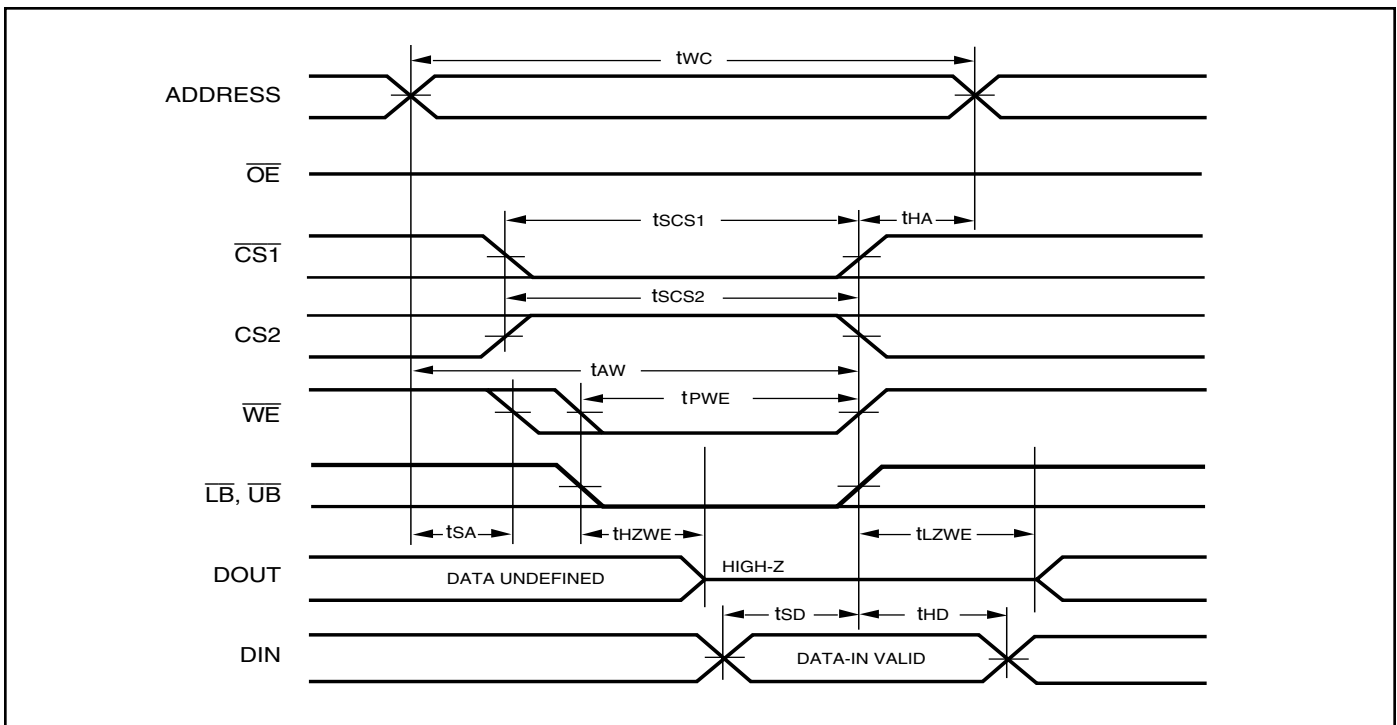 tWC
ADDRESS
OE
tSCS1
tHA
CS1
tSCS2
CS2
tAW
tPWE
WE
LB, UB
tSA
tHZWE
tLZWE
DOUT
DATA UNDEFINED
HIGH-Z
tSD
tHD
DIN
DATA-IN VALID